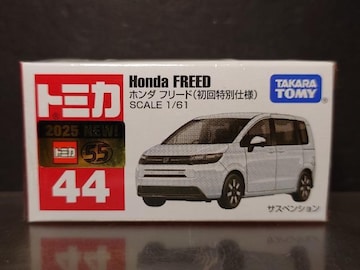 トミカ
2025 NEW!
トミカ 55
44
Honda FREED
ホンダ フリード(初回特別仕様)
SCALE 1/61
TAKARA
TOMY
サスペンション